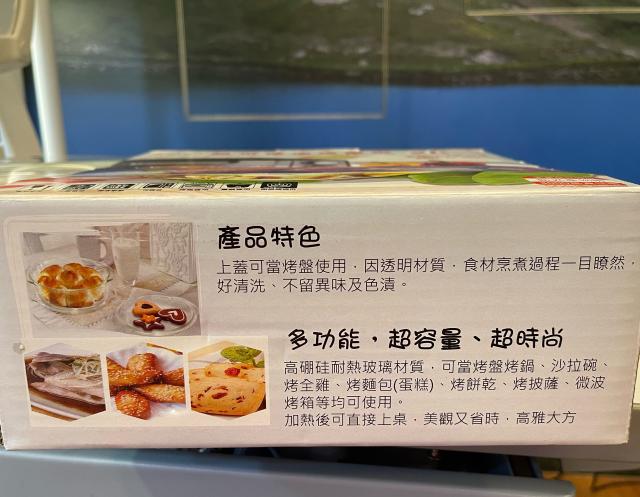 產品特色
上蓋可當烤盤使用，因透明材質，食材烹煮過程一目瞭然，
好清洗、不留異味及色漬。
多功能，超容量、超時尚
高硼硅耐熱玻璃材質，可當烤盤烤鍋、沙拉碗、
烤全雞、烤麵包(蛋糕)、烤餅乾、烤披薩、微波
烤箱等均可使用。
加熱後可直接上桌，美觀又省時，高雅大方